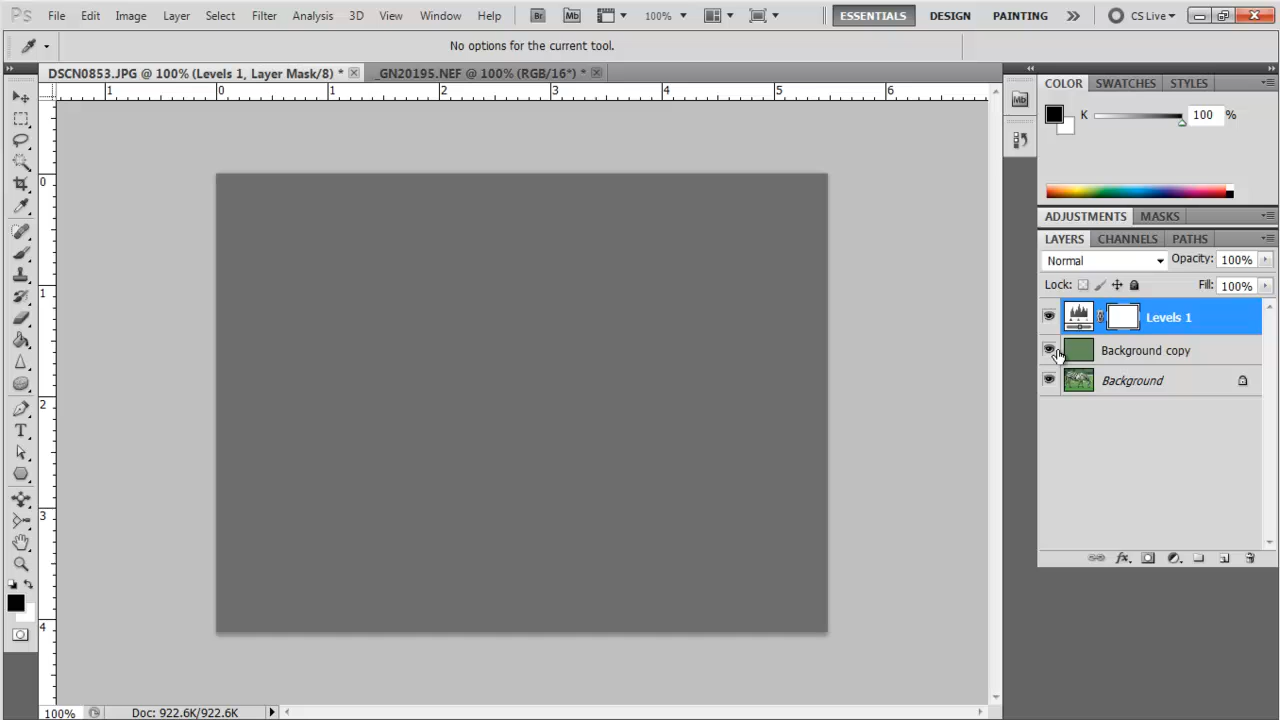 Ps File Edit Image Layer Select Filter Analysis 3D View Window Help Br Mb 100% ESSENTIALS DESIGN PAINTING CS Live
No options for the current tool.
DSCN0853.JPG @ 100% (Levels 1, Layer Mask/8) * _GN20195.NEF @ 100% (RGB/16*) *
1 0 1 2 3 4 5 6
COLOR SWATCHES STYLES
Mb
K 100 %
0
ADJUSTMENTS MASKS
LAYERS CHANNELS PATHS
Normal Opacity: 100%
Lock: Fill: 100%
1
Levels 1
Background copy
Background
2
T
3
fx
4
100% Doc: 922.6K/922.6K